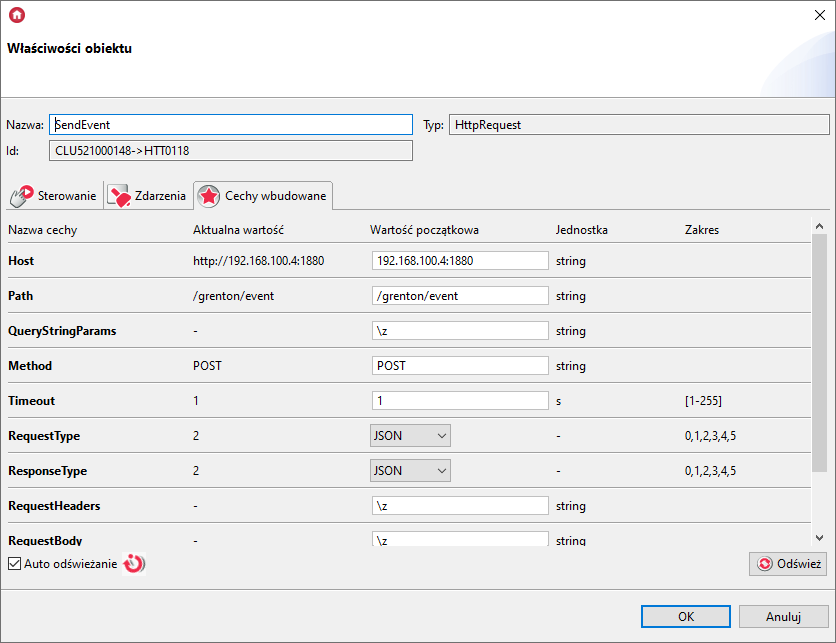 Właściwości obiektu
Nazwa: SendEvent Typ: HttpRequest
Id: CLU521000148->HTT0118
Sterowanie Zdarzenia Cechy wbudowane
Nazwa cechy Aktualna wartość Wartość początkowa Jednostka Zakres
Host http://192.168.100.4:1880 192.168.100.4:1880 string
Path /grenton/event /grenton/event string
QueryStringParams - \z string
Method POST POST string
Timeout 1 1 s [1-255]
RequestType 2 JSON - 0,1,2,3,4,5
ResponseType 2 JSON - 0,1,2,3,4,5
RequestHeaders - \z string
RequestBody - \z string
Auto odświeżanie Odśwież
OK Anuluj